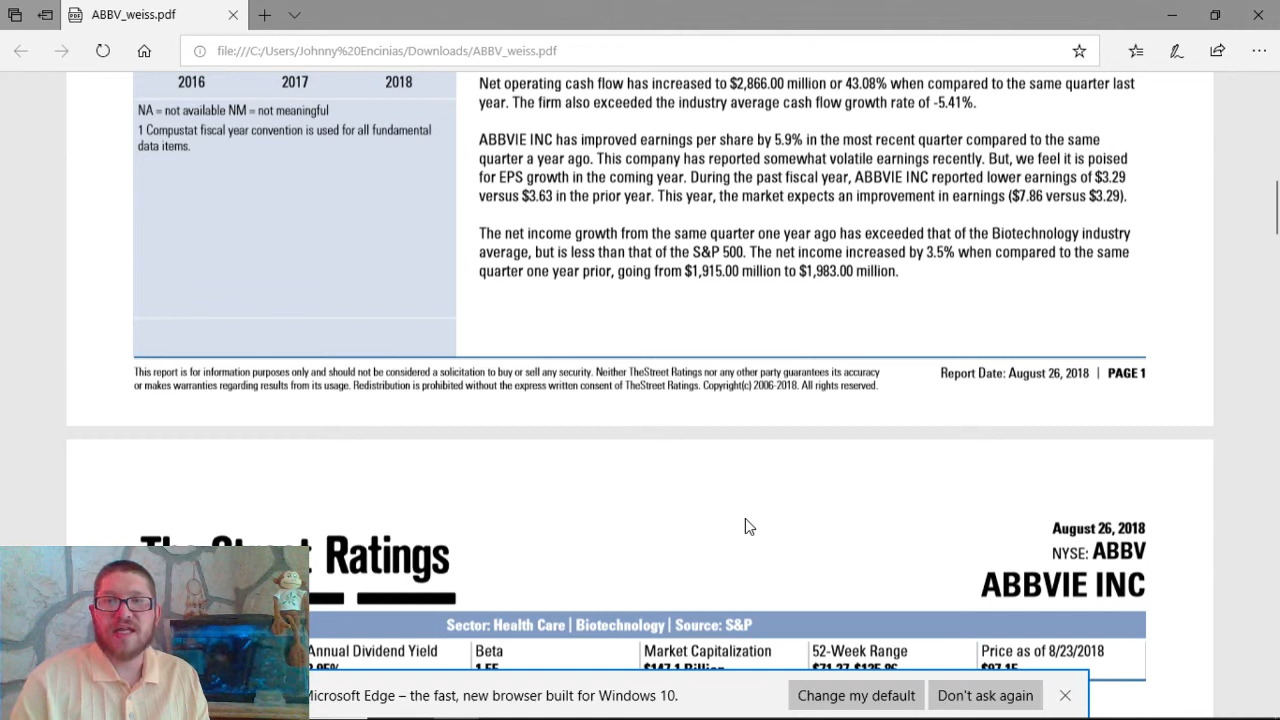 ABBV_weiss.pdf
file:///C:/Users/Johnny%20Encinias/Downloads/ABBV_weiss.pdf
2016 2017 2018
NA = not available NM = not meaningful
1 Compustat fiscal year convention is used for all fundamental
data items.
Net operating cash flow has increased to $2,866.00 million or 43.08% when compared to the same quarter last
year. The firm also exceeded the industry average cash flow growth rate of -5.41%.
ABBVIE INC has improved earnings per share by 5.9% in the most recent quarter compared to the same
quarter a year ago. This company has reported somewhat volatile earnings recently. But, we feel it is poised
for EPS growth in the coming year. During the past fiscal year, ABBVIE INC reported lower earnings of $3.29
versus $3.63 in the prior year. This year, the market expects an improvement in earnings ($7.86 versus $3.29).
The net income growth from the same quarter one year ago has exceeded that of the Biotechnology industry
average, but is less than that of the S&P 500. The net income increased by 3.5% when compared to the same
quarter one year prior, going from $1,915.00 million to $1,983.00 million.
This report is for information purposes only and should not be considered a solicitation to buy or sell any security. Neither TheStreet Ratings nor any other party guarantees its accuracy
or makes warranties regarding results from its usage. Redistribution is prohibited without the express written consent of TheStreet Ratings. Copyright(c) 2006-2018. All rights reserved.
Report Date: August 26, 2018 | PAGE 1
August 26, 2018
NYSE: ABBV
ABBVIE INC
Ratings
Sector: Health Care | Biotechnology | Source: S&P
Annual Dividend Yield Beta Market Capitalization 52-Week Range Price as of 8/23/2018
1.55 $147.1 Billion $71.27-$125.86 $97.15
Microsoft Edge – the fast, new browser built for Windows 10. Change my default Don't ask again